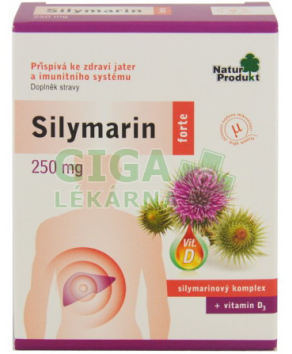 Přispívá ke zdraví jater
a imunitního systému
Doplněk stravy
Natur
Produkt
Silymarin
forte
250 mg
GIGA
LÉKÁRNA
µ
Vit.
D
silymarinový komplex
+ vitamin D3